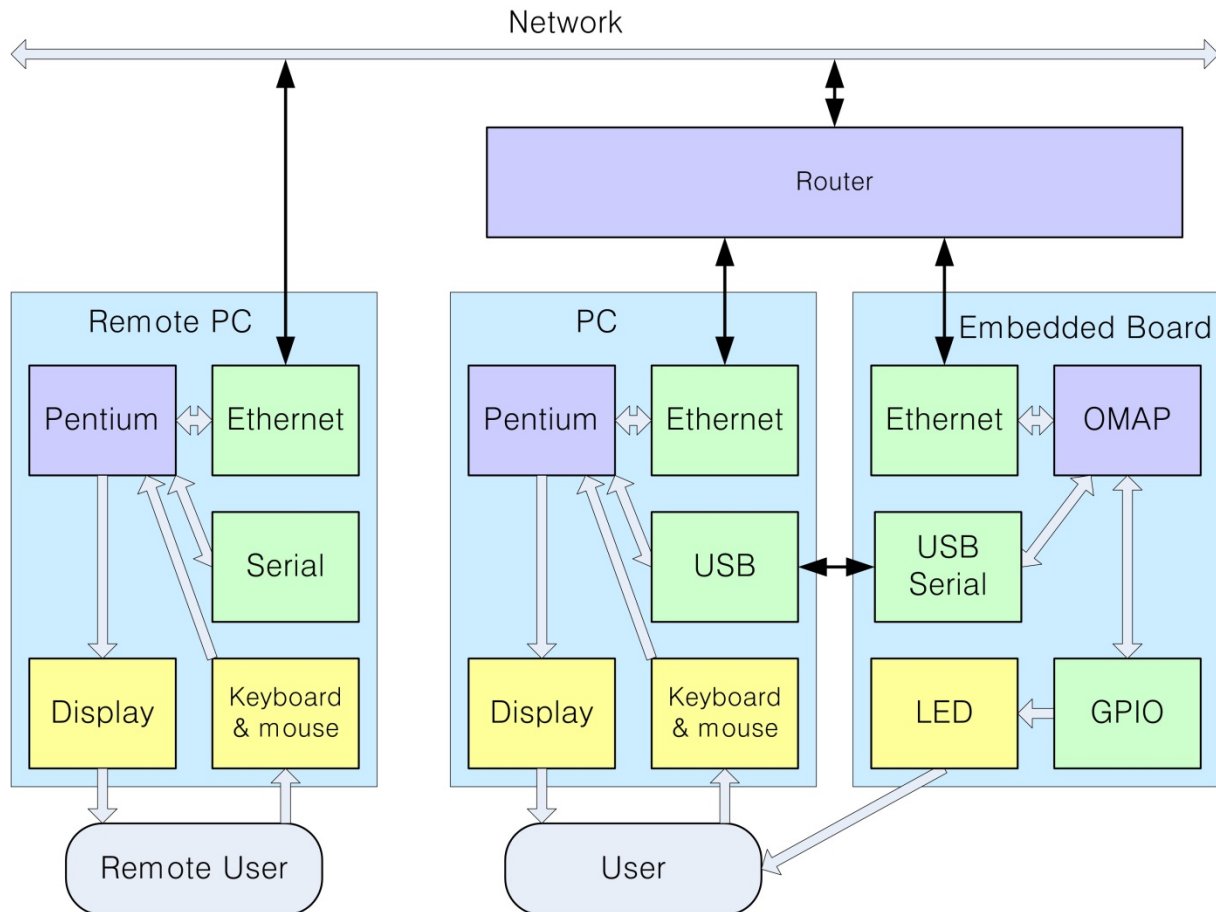 Network
Router
Remote PC
PC
Embedded Board
Pentium
Ethernet
Pentium
Ethernet
Ethernet
OMAP
Serial
USB
USB
Serial
Display
Keyboard
& mouse
Display
Keyboard
& mouse
LED
GPIO
Remote User
User